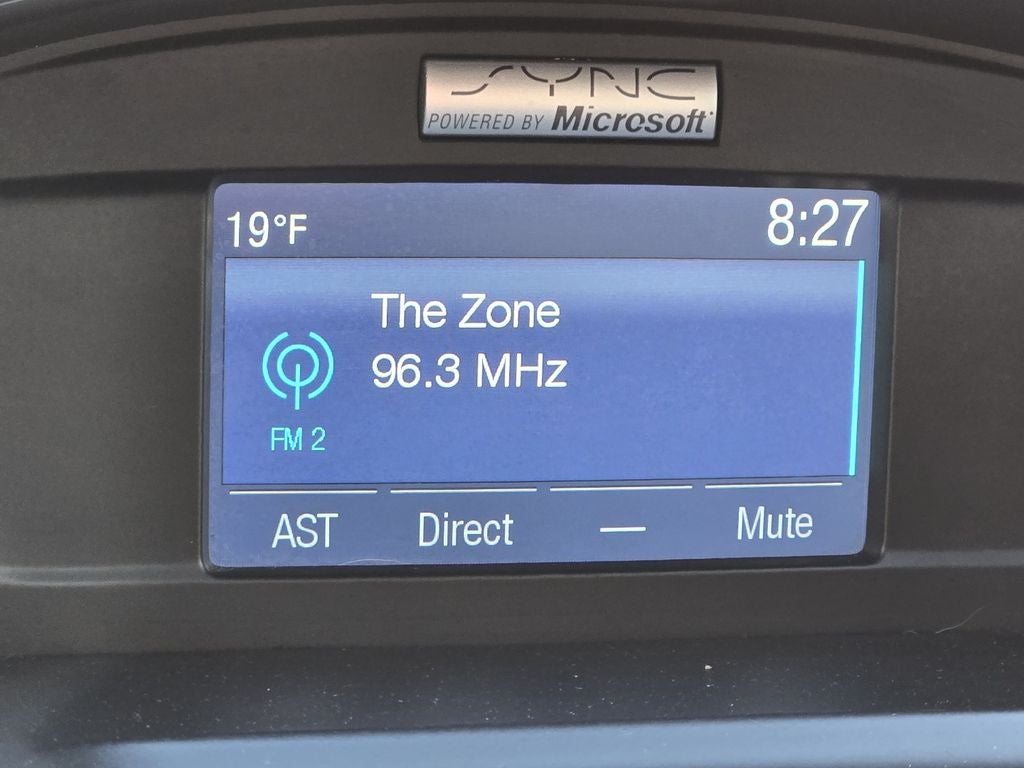 SYNC
POWERED BY Microsoft
19°F 8:27
The Zone
96.3 MHz
FM 2
AST Direct — Mute